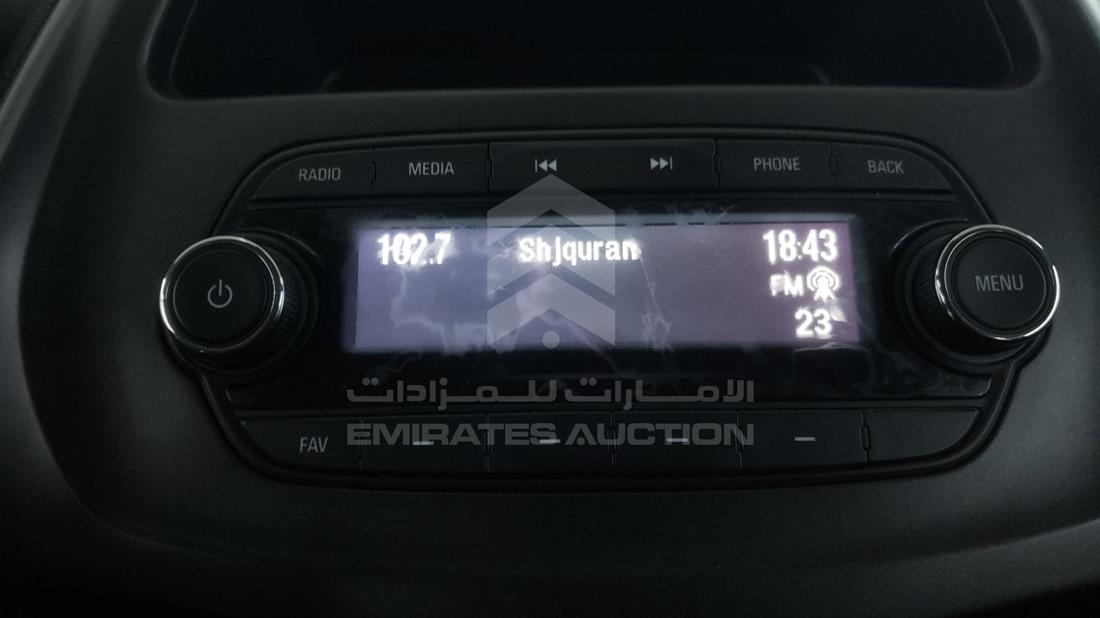 RADIO MEDIA PHONE BACK
102.7 Shjquran 18:43
FM
23
MENU
الامارات للمزادات
FAV EMIRATES AUCTION